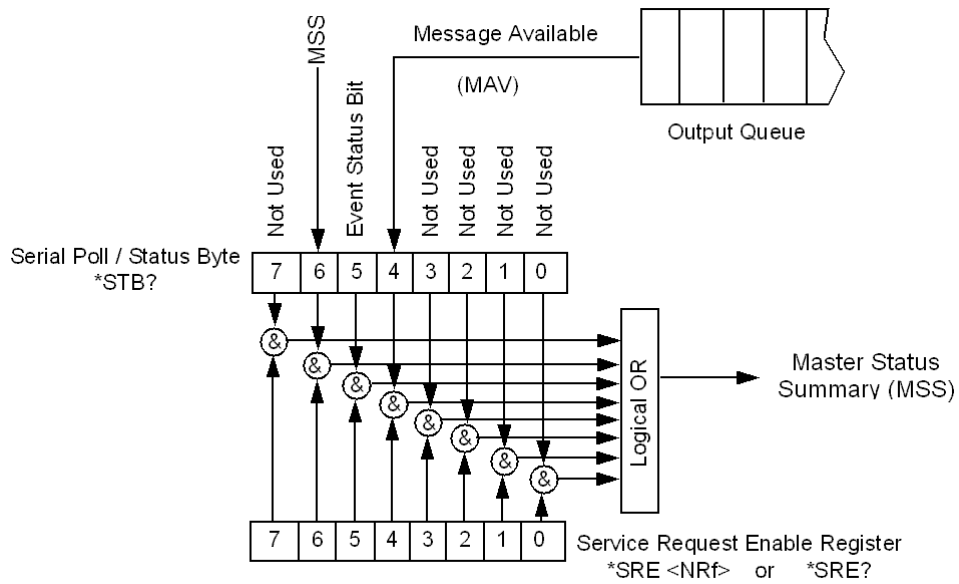 MSS
Message Available
(MAV)
Output Queue
Not Used
Event Status Bit
Not Used
Not Used
Not Used
Not Used
Serial Poll / Status Byte
*STB?
7 6 5 4 3 2 1 0
&
&
&
&
&
&
&
&
Logical OR
Master Status
Summary (MSS)
7 6 5 4 3 2 1 0
Service Request Enable Register
*SRE <NRf> or *SRE?